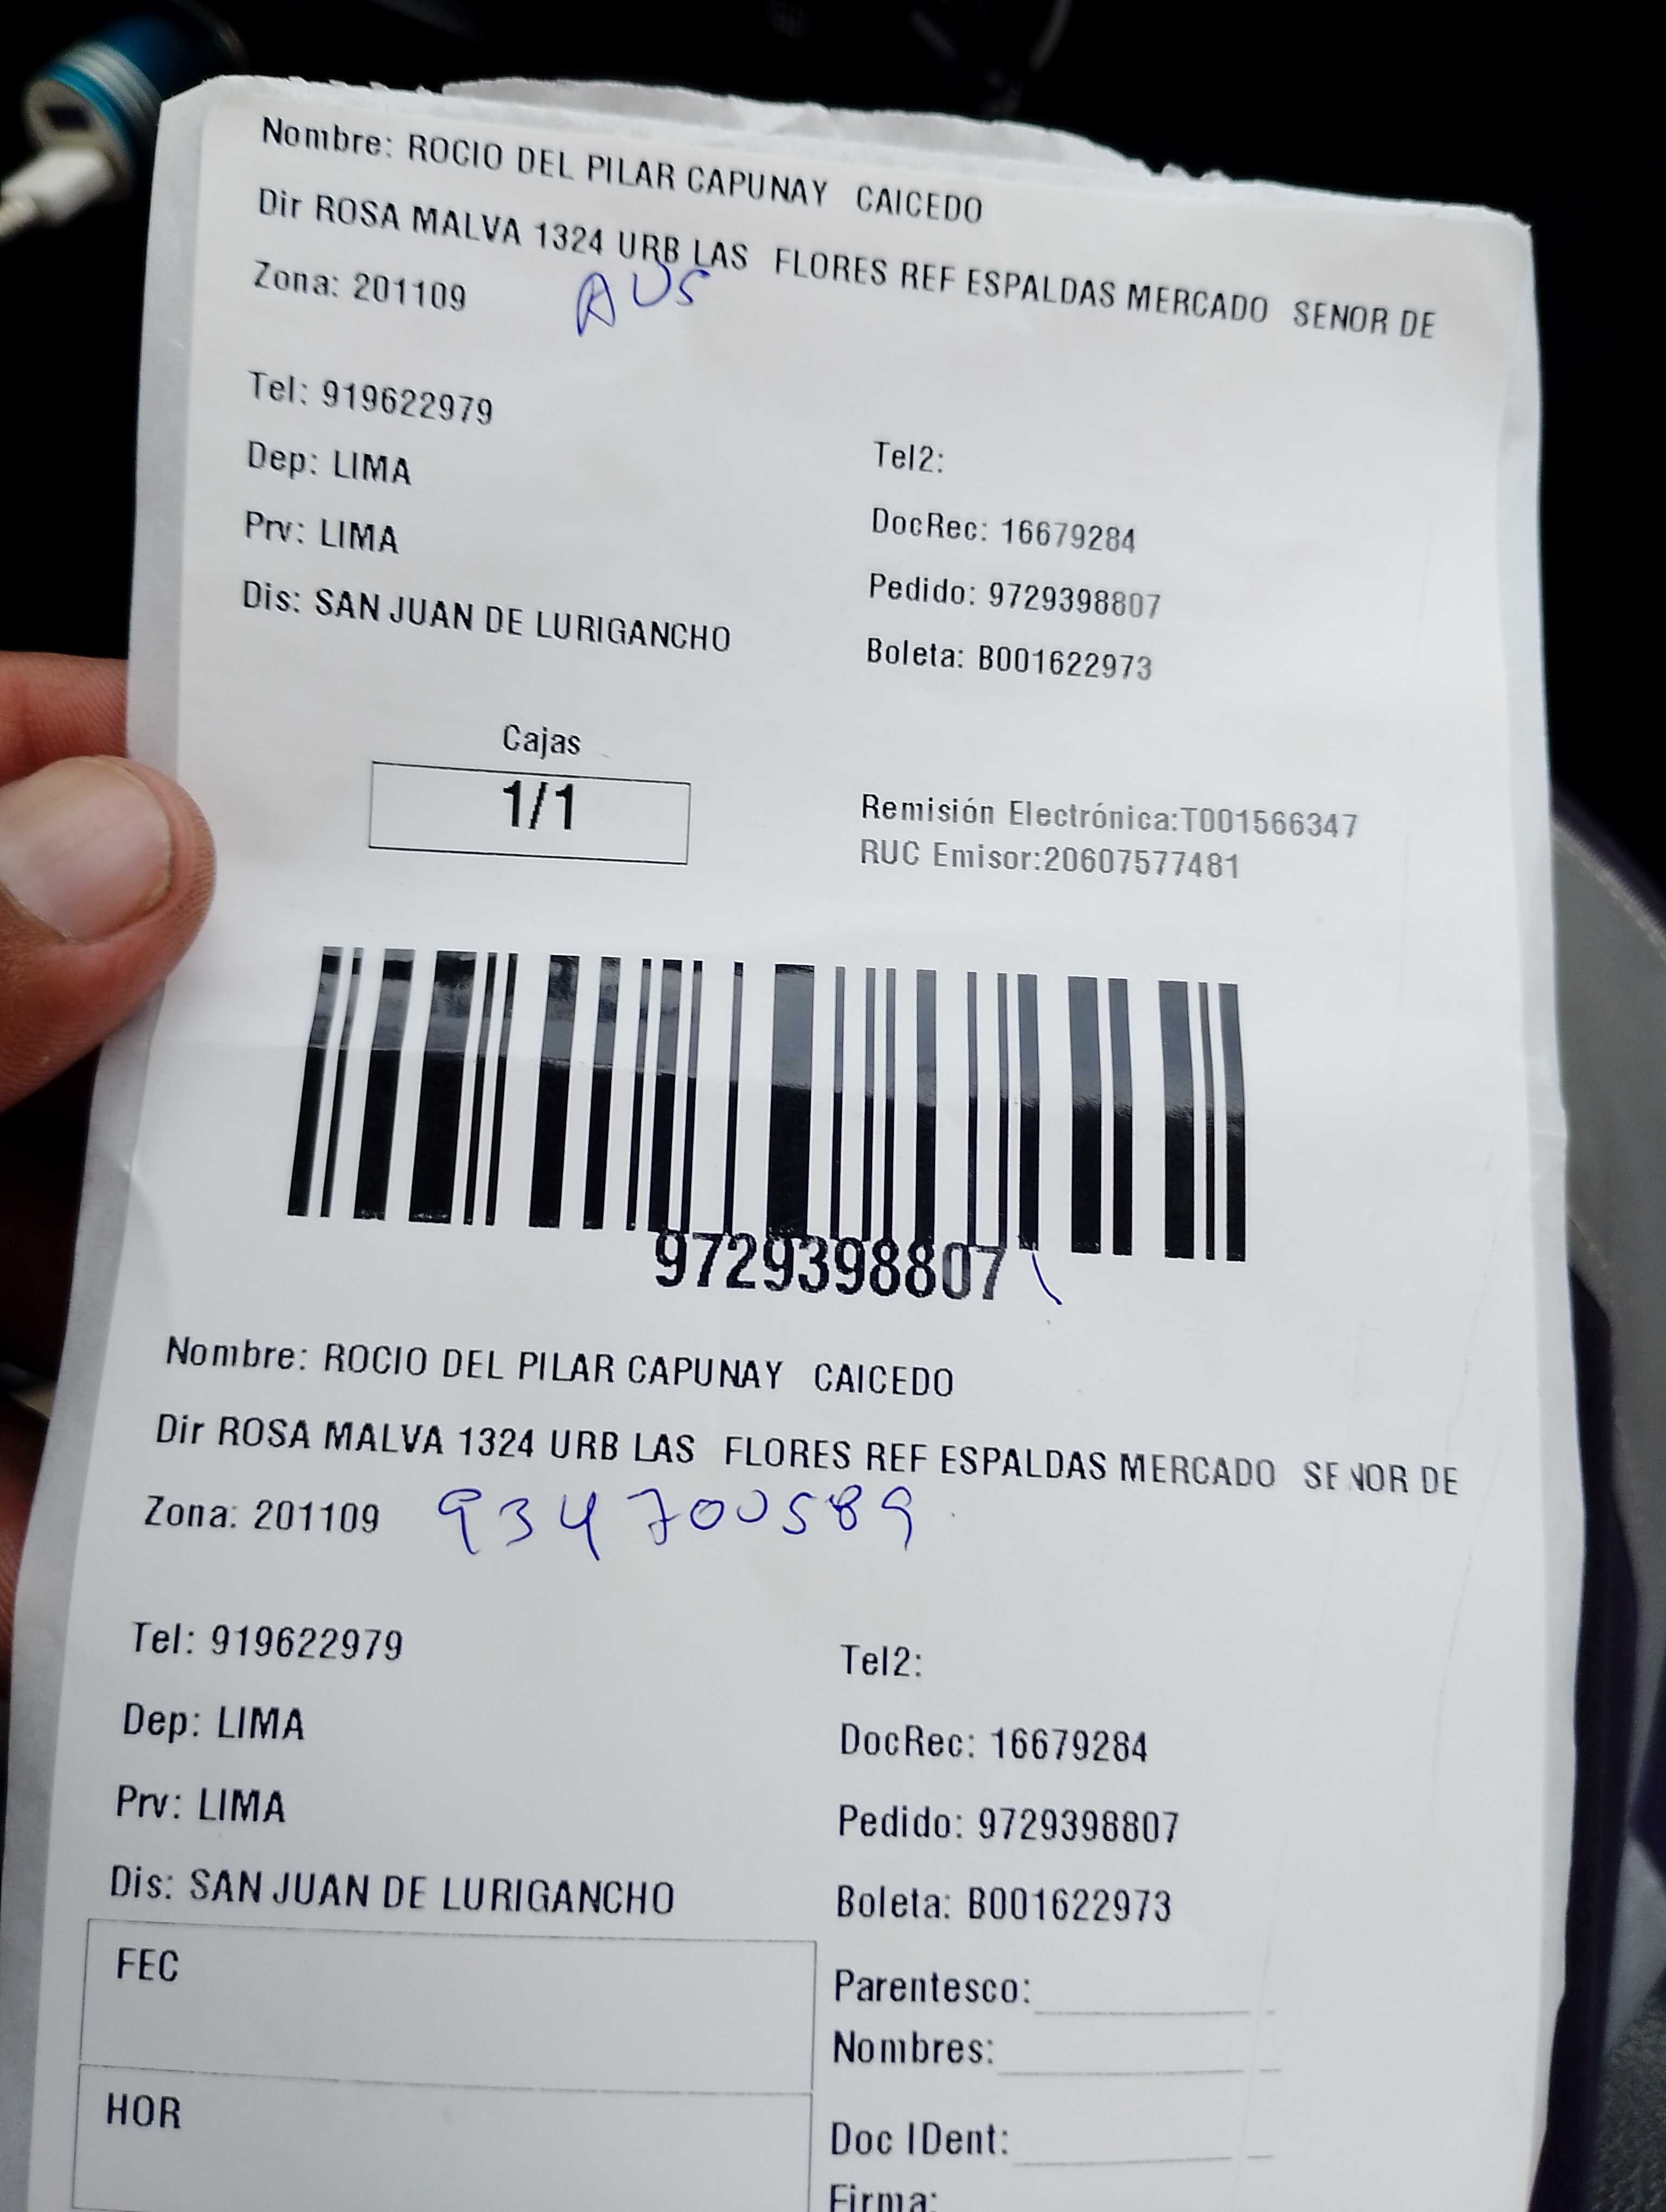 Nombre: ROCIO DEL PILAR CAPUNAY CAICEDO
Dir ROSA MALVA 1324 URB LAS FLORES REF ESPALDAS MERCADO SENOR DE
Zona: 201109 AUS
Tel: 919622979
Tel2:
Dep: LIMA
DocRec: 16679284
Prv: LIMA
Pedido: 9729398807
Dis: SAN JUAN DE LURIGANCHO
Boleta: B001622973
Cajas
1/1
Remisión Electrónica:T001566347
RUC Emisor:20607577481
9729398807
Nombre: ROCIO DEL PILAR CAPUNAY CAICEDO
Dir ROSA MALVA 1324 URB LAS FLORES REF ESPALDAS MERCADO SENOR DE
Zona: 201109 934700589
Tel: 919622979
Tel2:
Dep: LIMA
DocRec: 16679284
Prv: LIMA
Pedido: 9729398807
Dis: SAN JUAN DE LURIGANCHO
Boleta: B001622973
FEC
Parentesco:
Nombres:
HOR
Doc IDent:
Firma: